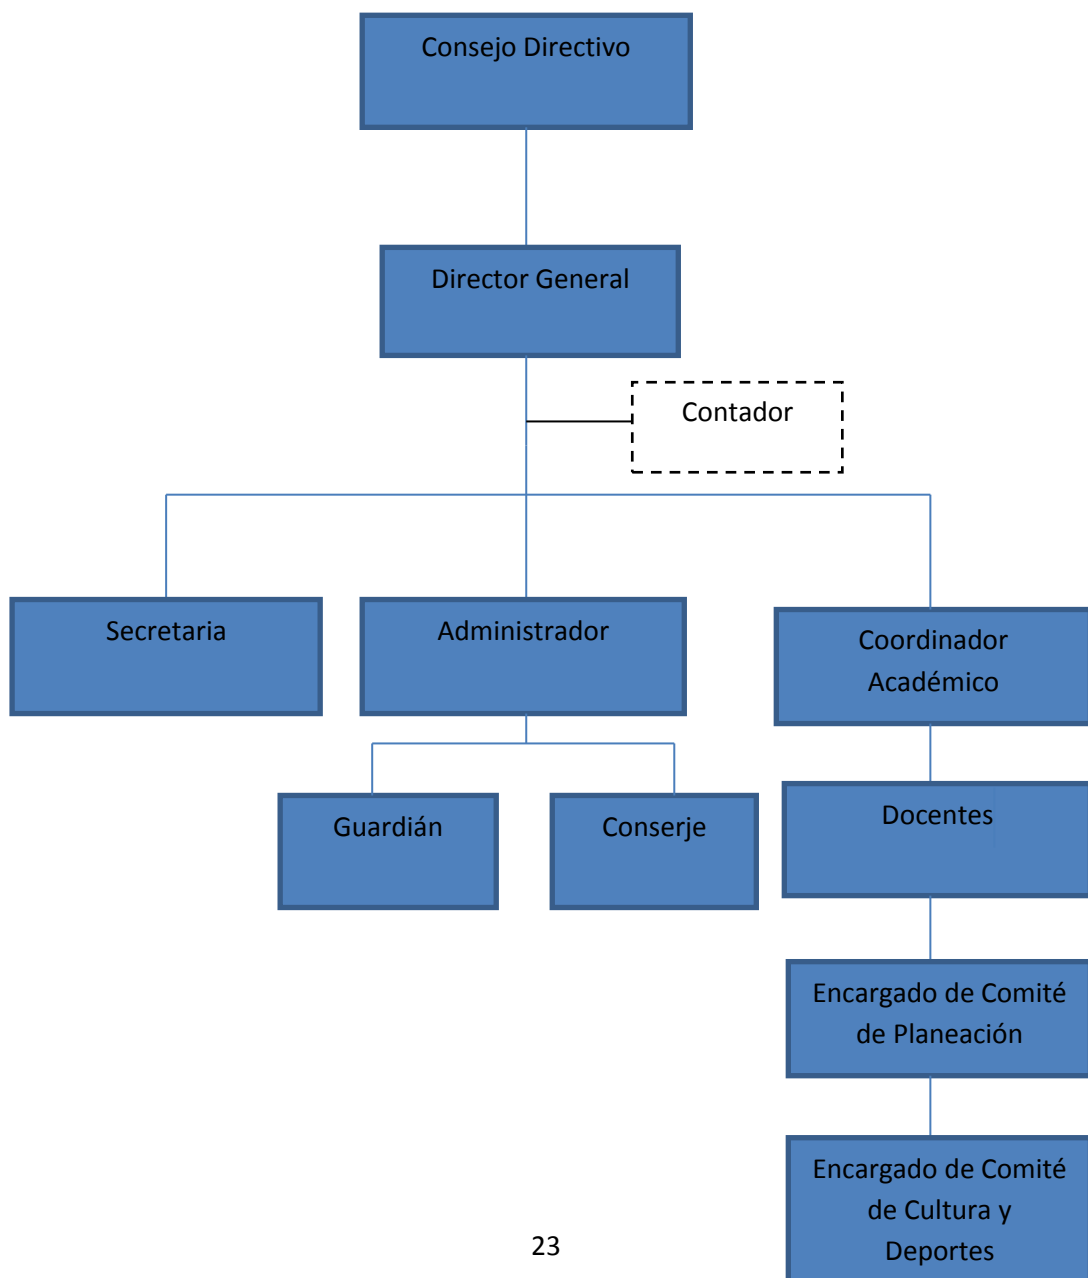 Consejo Directivo
Director General
Contador
Secretaria
Administrador
Coordinador
Académico
Guardián
Conserje
Docentes
Encargado de Comité
de Planeación
Encargado de Comité
de Cultura y
Deportes
23